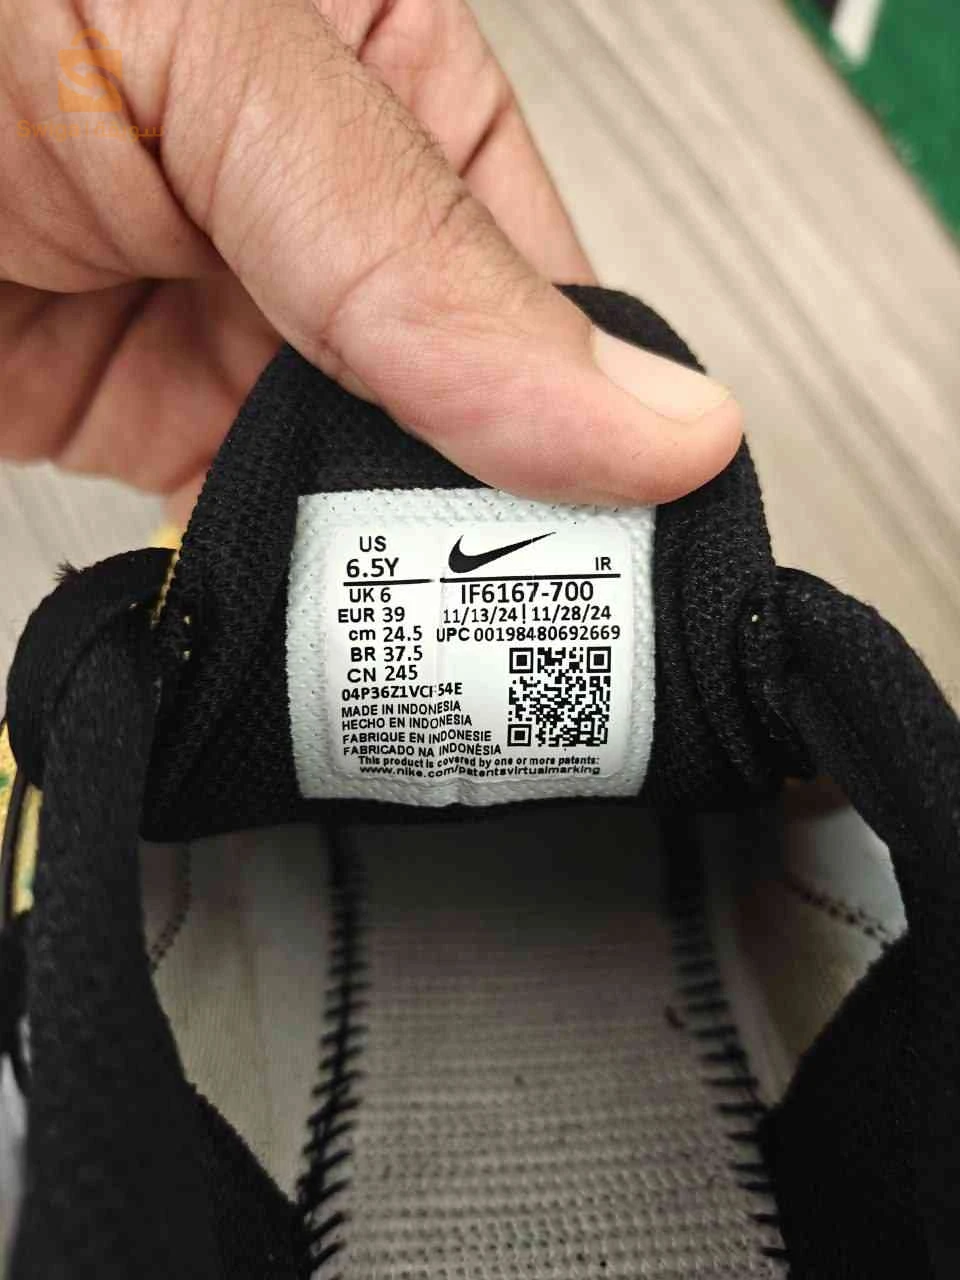 سوق
US
6.5Y
IR
UK 6
IF6167-700
EUR 39
11/13/24 | 11/28/24
cm 24.5
UPC 00198480692669
BR 37.5
CN 245
04P36Z1VCF54E
MADE IN INDONESIA
HECHO EN INDONESIA
FABRIQUE EN INDONESIE
FABRICADO NA INDONÉSIA
This product is covered by one or more patents:
www.nike.com/patentsvirtualmarking